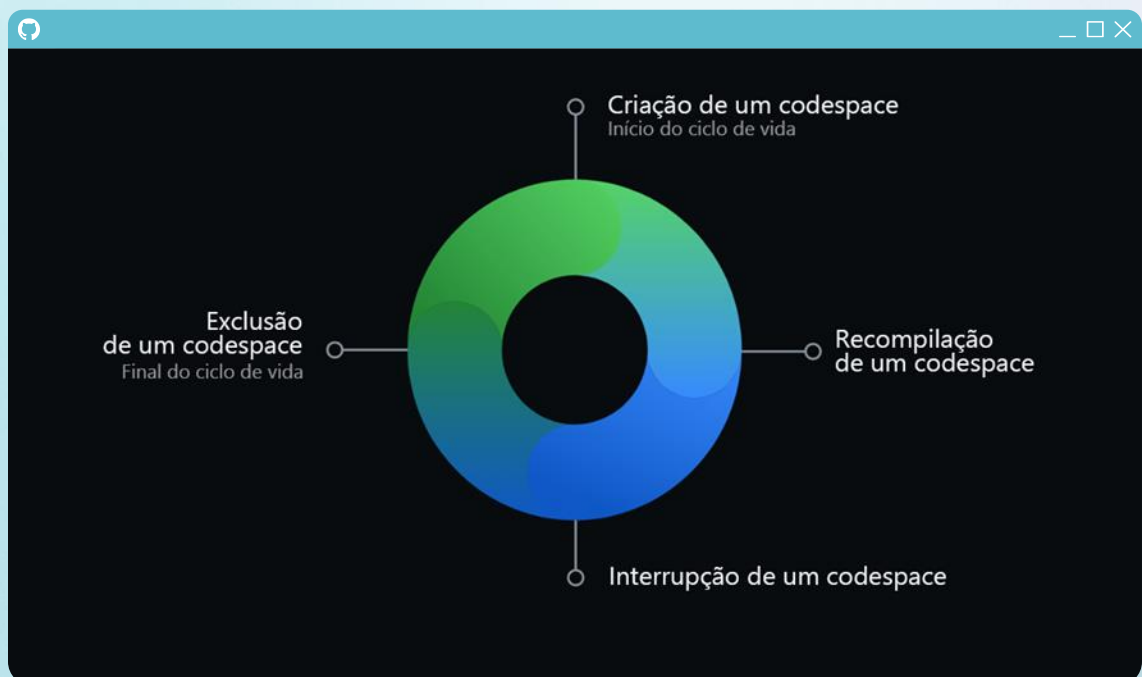 Criação de um codespace
Início do ciclo de vida
Exclusão
de um codespace
Final do ciclo de vida
Recompilação
de um codespace
Interrupção de um codespace